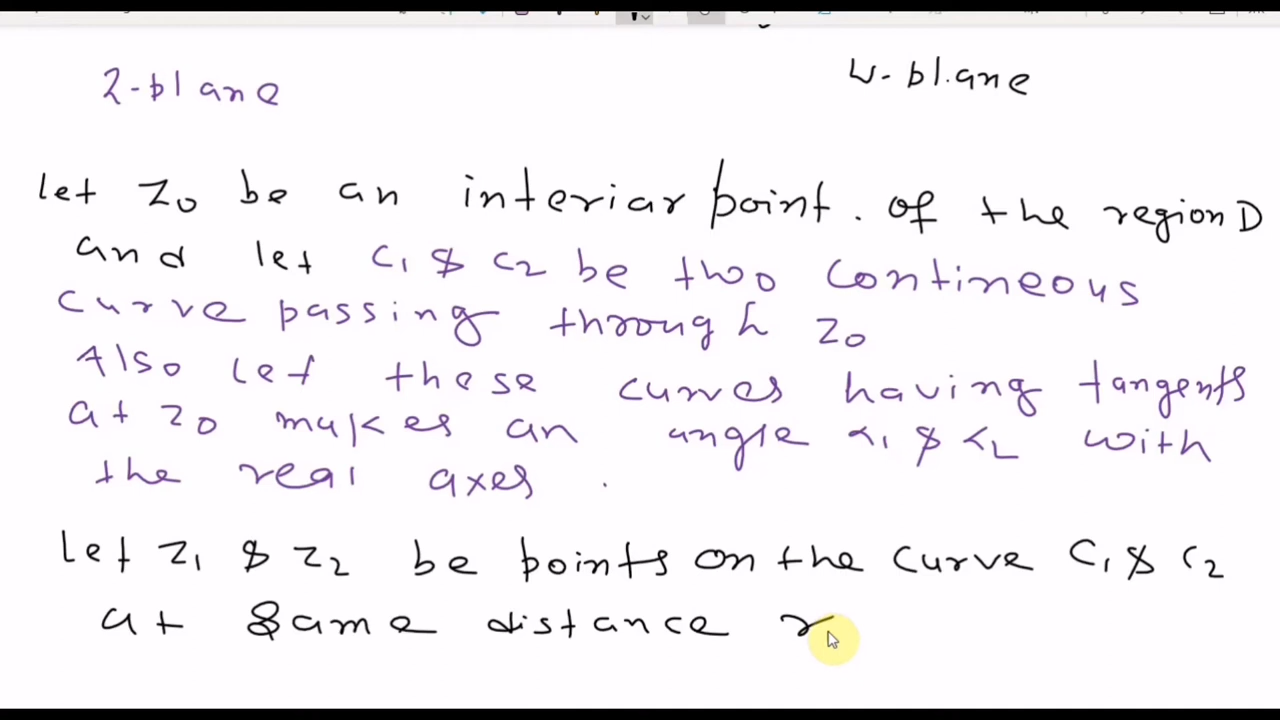 z-plane
w-plane
let z₀ be an interiar point. of the region D
and let c₁ & c₂ be two contineous
curve passing through z₀
Also let these curves having tangents
at z₀ makes an angle α₁ & α₂ with
the real axes.
Let z₁ & z₂ be points on the curve C₁ & c₂
at same distance r